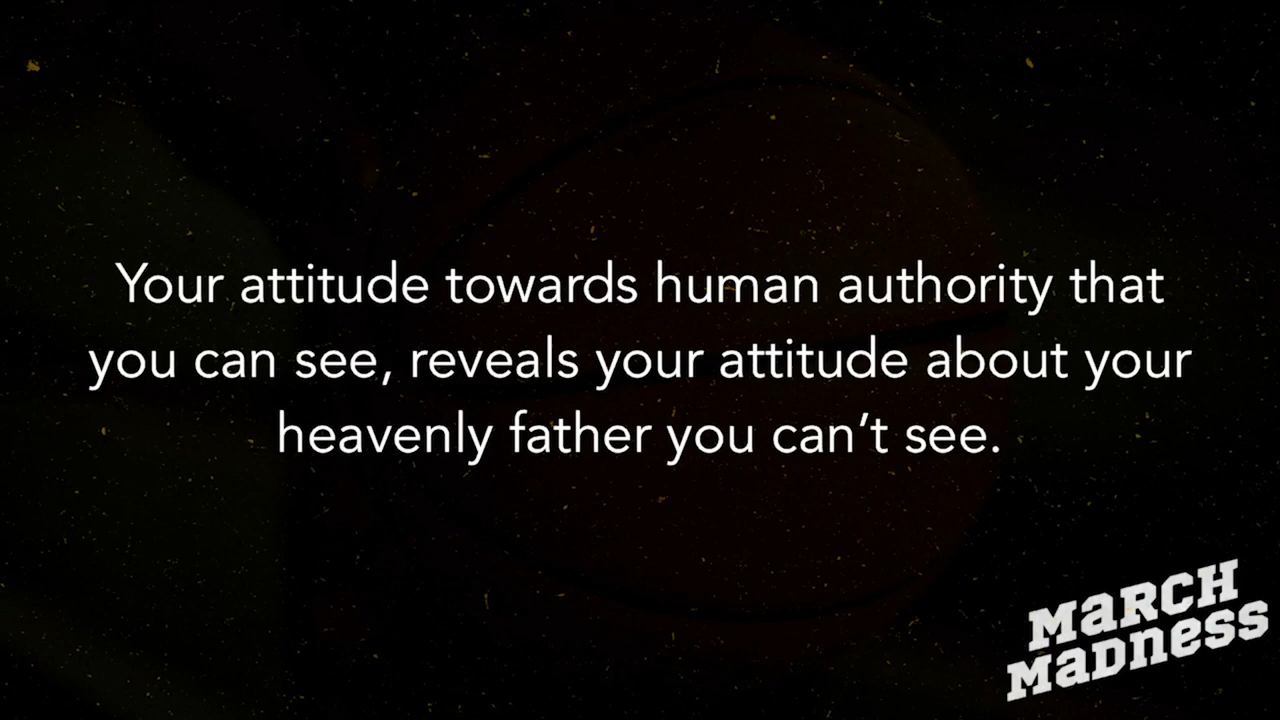 Your attitude towards human authority that
you can see, reveals your attitude about your
heavenly father you can’t see.
MaRCH
MaDness